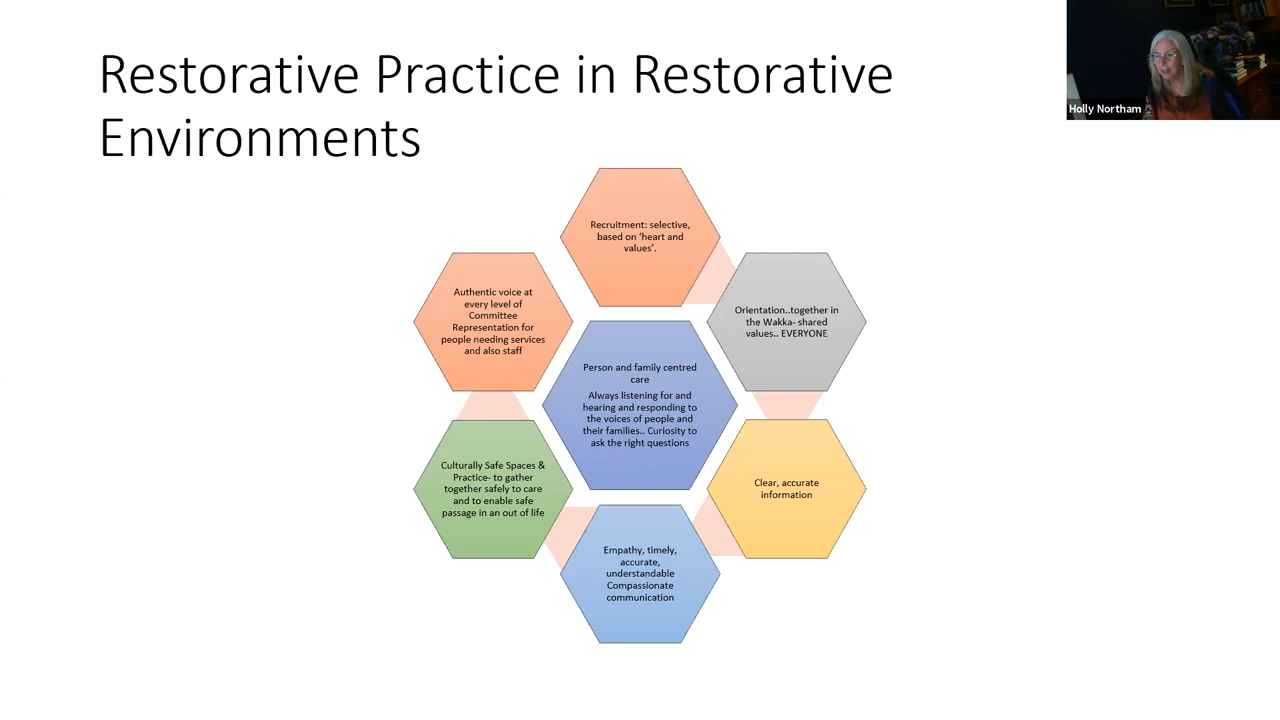 Restorative Practice in Restorative
Environments
Holly Northam
Recruitment: selective,
based on ‘heart and
values’.
Orientation..together in
the Wakka- shared
values.. EVERYONE
Clear, accurate
information
Empathy, timely,
accurate,
understandable
Compassionate
communication
Culturally Safe Spaces &
Practice- to gather
together safely to care
and to enable safe
passage in an out of life
Authentic voice at
every level of
Committee
Representation for
people needing services
and also staff
Person and family centred
care
Always listening for and
hearing and responding to
the voices of people and
their families.. Curiosity to
ask the right questions